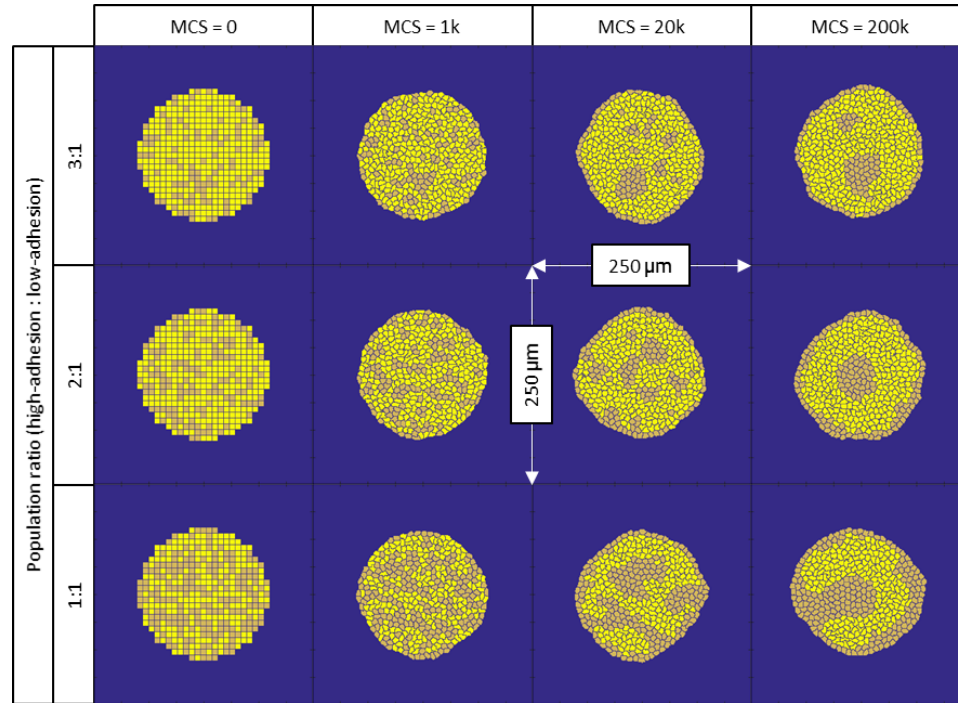 MCS = 0
MCS = 1k
MCS = 20k
MCS = 200k
Population ratio (high-adhesion : low-adhesion)
3:1
250 µm
2:1
250 µm
1:1